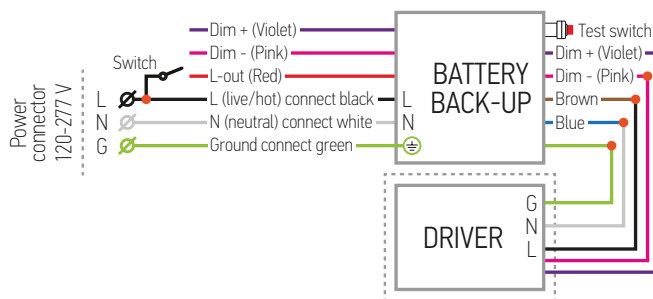 Dim + (Violet)
Dim - (Pink)
Switch
L-out (Red)
L
L (live/hot) connect black
L
N
N (neutral) connect white
N
G
Ground connect green
Power
connector
120-277 V
BATTERY
BACK-UP
Test switch
Dim + (Violet)
Dim - (Pink)
Brown
Blue
DRIVER
G
N
L